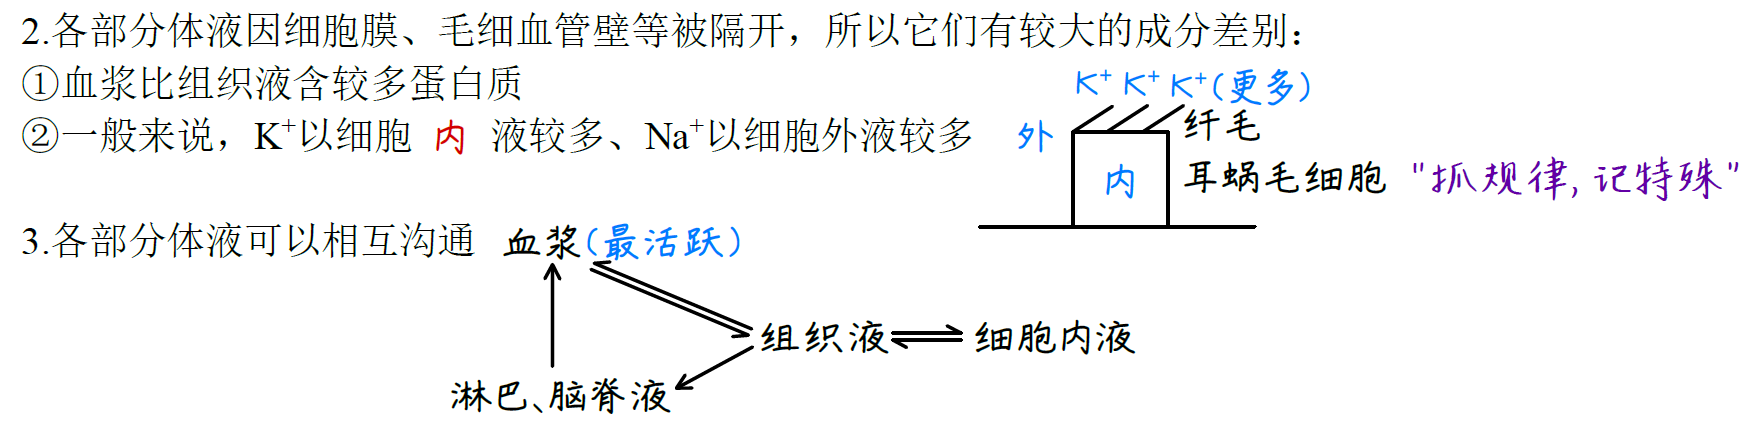 2.各部分体液因细胞膜、毛细血管壁等被隔开，所以它们有较大的成分差别：
①血浆比组织液含较多蛋白质
K⁺ K⁺ K⁺(更多)
②一般来说，K⁺以细胞 内 液较多、Na⁺以细胞外液较多
外
纤毛
内
耳蜗毛细胞 "抓规律,记特殊"
3.各部分体液可以相互沟通 血浆(最活跃)
组织液 细胞内液
淋巴、脑脊液